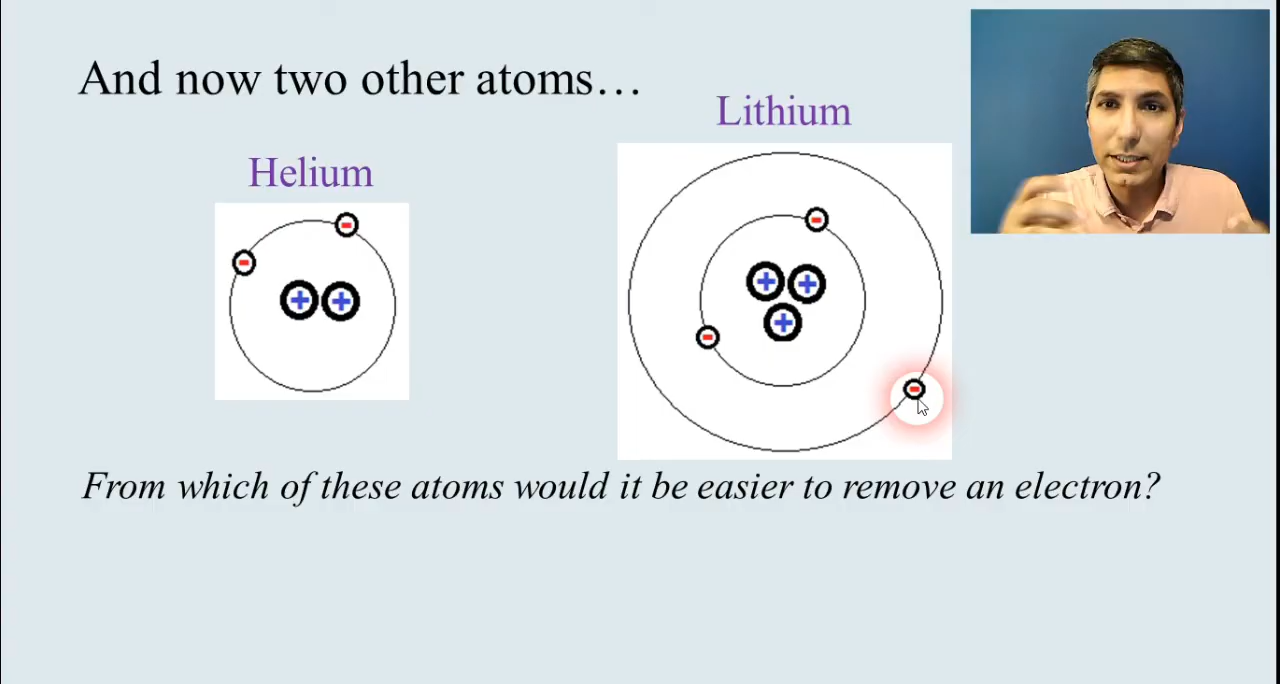 And now two other atoms…
Lithium
Helium
-
-
+ +
-
+ +
+
-
-
From which of these atoms would it be easier to remove an electron?